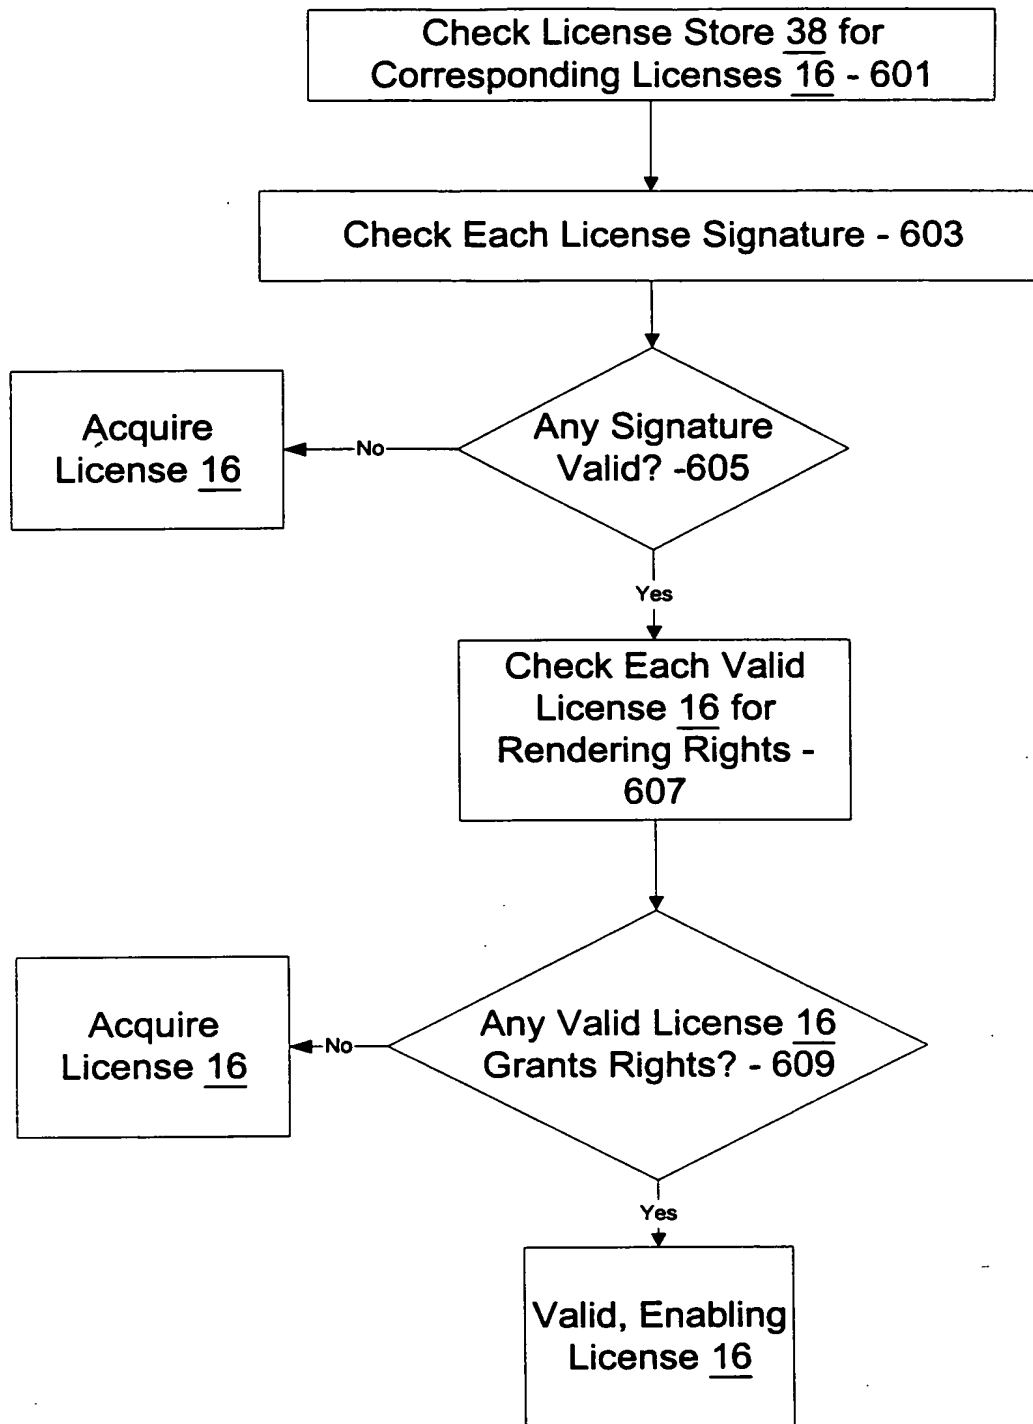 Check License Store 38 for
Corresponding Licenses 16 - 601
Check Each License Signature - 603
Any Signature
Valid? -605
No
Acquire
License 16
Yes
Check Each Valid
License 16 for
Rendering Rights -
607
Any Valid License 16
Grants Rights? - 609
No
Acquire
License 16
Yes
Valid, Enabling
License 16